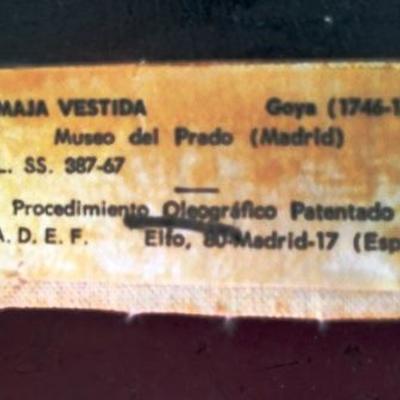 MAJA VESTIDA Goya (1746-1
Museo del Prado (Madrid)
L. SS. 387-67
Procedimiento Oleográfico Patentado
A. D. E. F. Elfo, 80-Madrid-17 (Esp